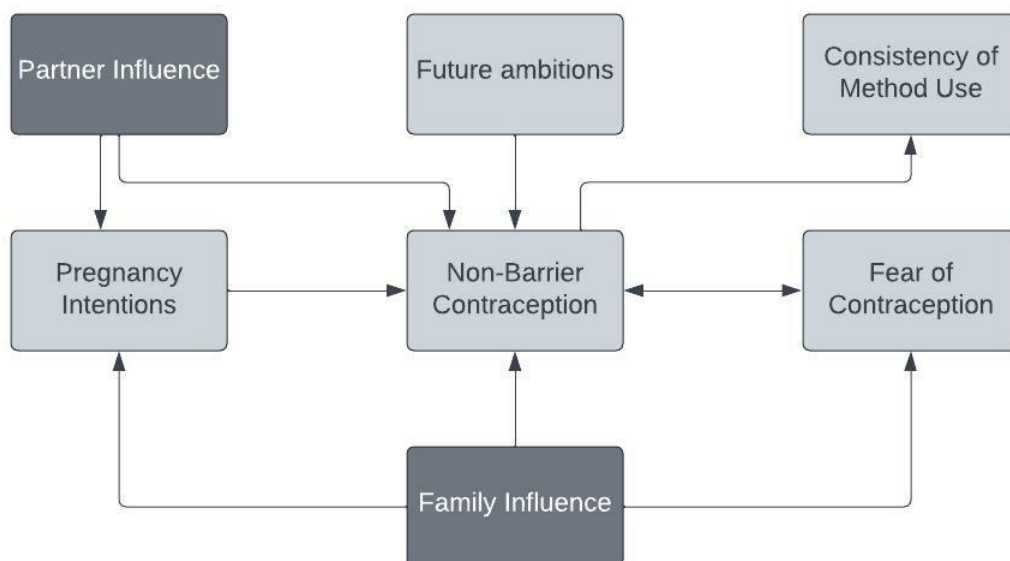 Partner Influence
Future ambitions
Consistency of
Method Use
Pregnancy
Intentions
Non-Barrier
Contraception
Fear of
Contraception
Family Influence